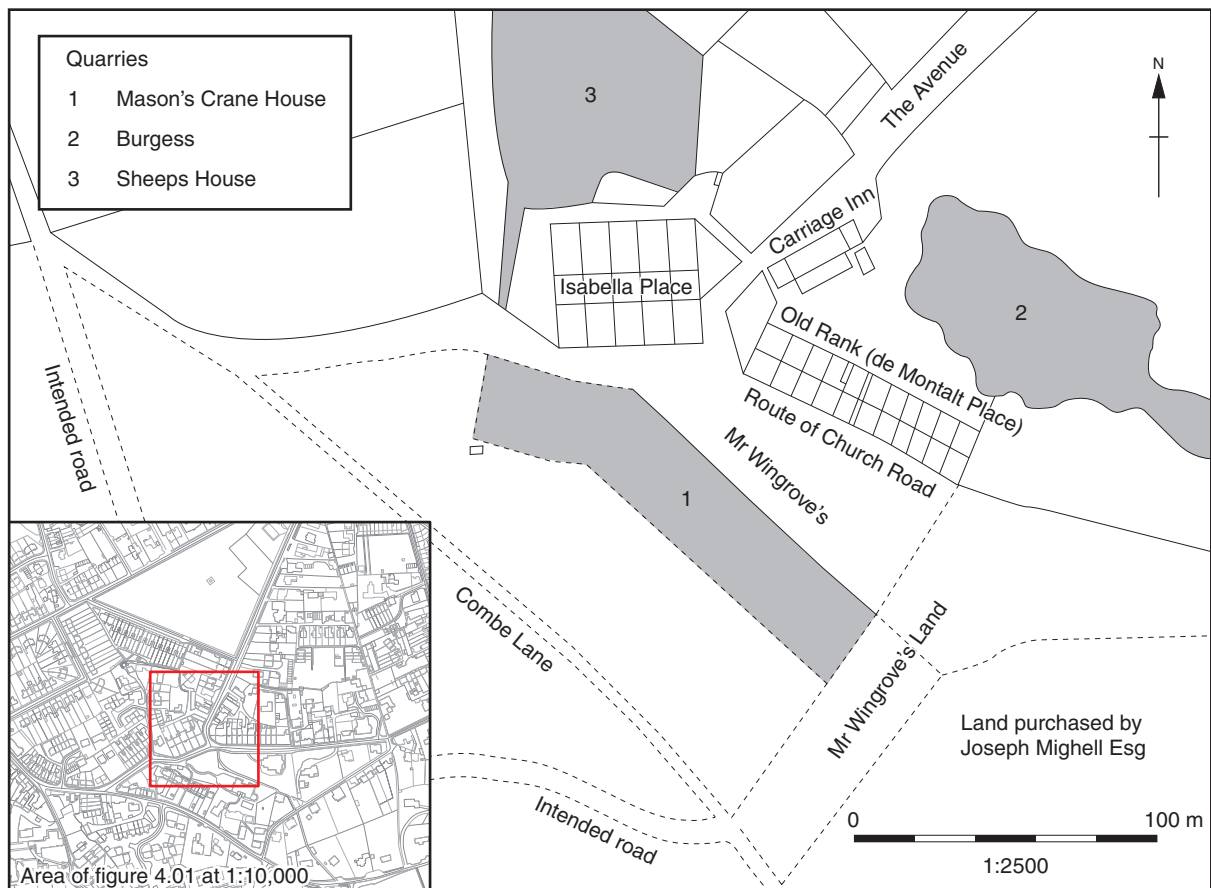 Quarries
1 Mason's Crane House
2 Burgess
3 Sheeps House
3
The Avenue
N
Carriage Inn
Isabella Place
2
Old Rank (de Montalt Place)
Route of Church Road
Mr Wingrove's
1
Intended road
Combe Lane
Mr Wingrove's Land
Land purchased by
Joseph Mighell Esg
Intended road
0 100 m
1:2500
Area of figure 4.01 at 1:10,000